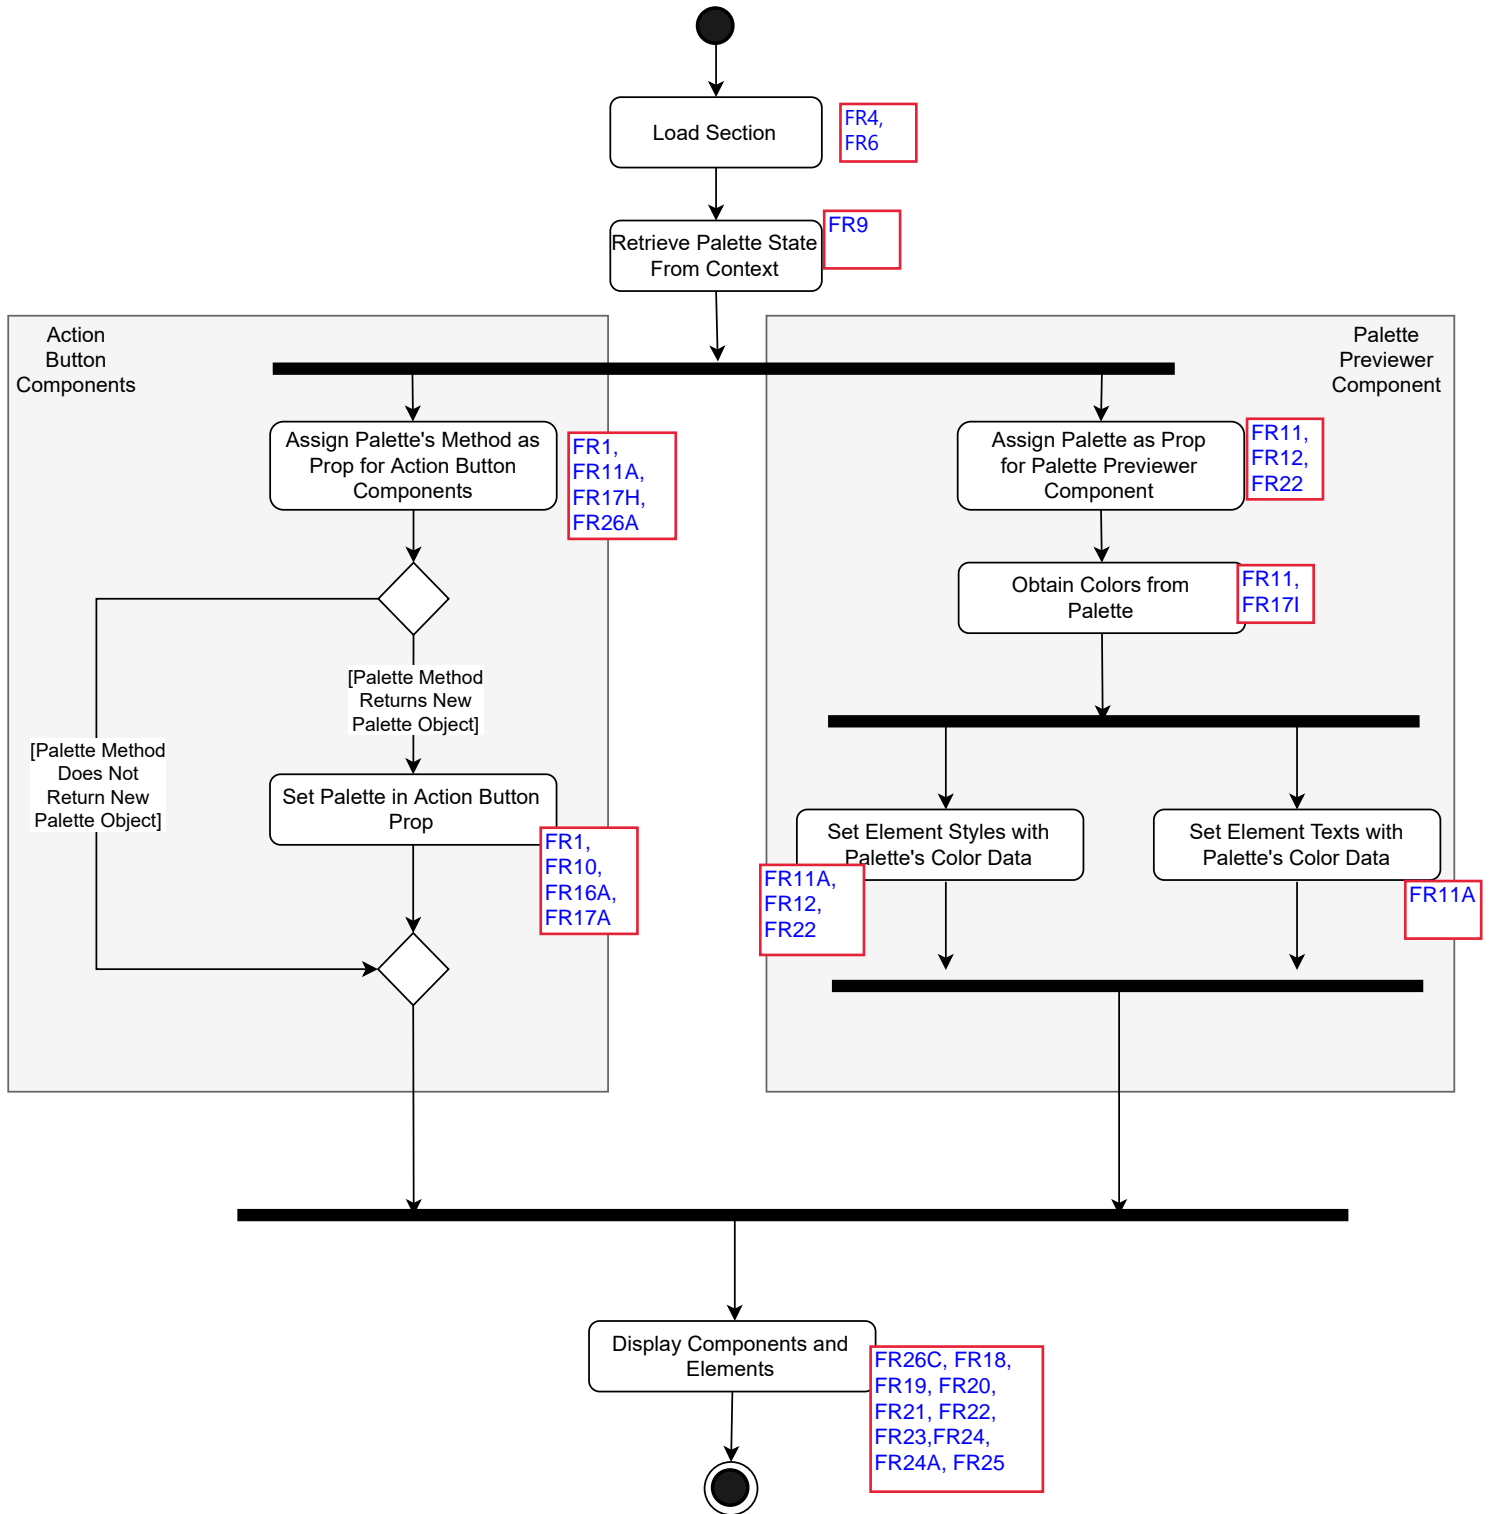 Load Section
FR4,
FR6
Retrieve Palette State
From Context
FR9
Action
Button
Components
Palette
Previewer
Component
Assign Palette's Method as
Prop for Action Button
Components
FR1,
FR11A,
FR17H,
FR26A
Assign Palette as Prop
for Palette Previewer
Component
FR11,
FR12,
FR22
Obtain Colors from
Palette
FR11,
FR17I
[Palette Method
Returns New
Palette Object]
[Palette Method
Does Not
Return New
Palette Object]
Set Palette in Action Button
Prop
FR1,
FR10,
FR16A,
FR17A
Set Element Styles with
Palette's Color Data
FR11A,
FR12,
FR22
Set Element Texts with
Palette's Color Data
FR11A
Display Components and
Elements
FR26C, FR18,
FR19, FR20,
FR21, FR22,
FR23,FR24,
FR24A, FR25